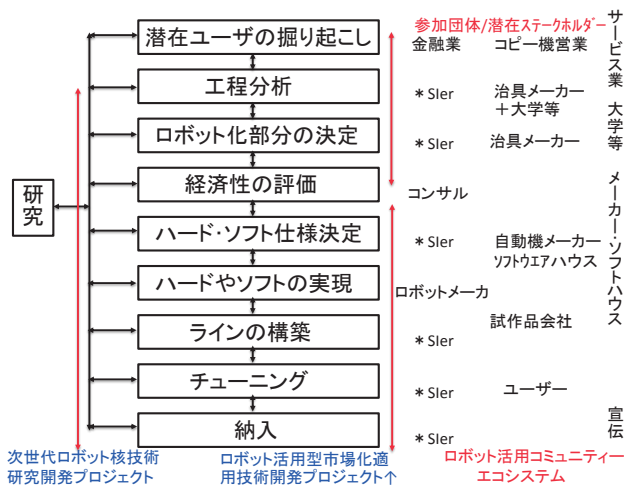 参加団体/潜在ステークホルダー
潜在ユーザの掘り起こし
金融業
コピー機営業
工程分析
＊SIer
治具メーカー
＋大学等
ロボット化部分の決定
＊SIer
治具メーカー
研究
経済性の評価
コンサル
ハード・ソフト仕様決定
＊SIer
自動機メーカー
ソフトウエアハウス
ハードやソフトの実現
ロボットメーカ
ラインの構築
＊SIer
試作品会社
チューニング
＊SIer
ユーザー
納入
＊SIer
サービス業 大学等 メーカー・ソフトハウス 宣伝
次世代ロボット核技術
研究開発プロジェクト
ロボット活用型市場化適
用技術開発プロジェクト↑
ロボット活用コミュニティー
エコシステム